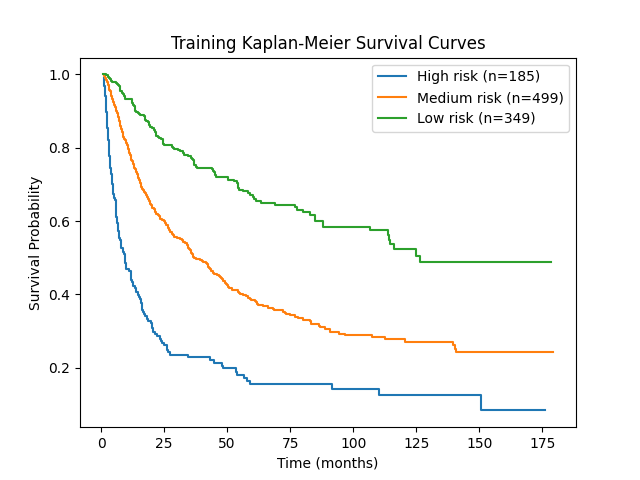 Training Kaplan-Meier Survival Curves
High risk (n=185)
Medium risk (n=499)
Low risk (n=349)
Survival Probability
1.0
0.8
0.6
0.4
0.2
0 25 50 75 100 125 150 175
Time (months)